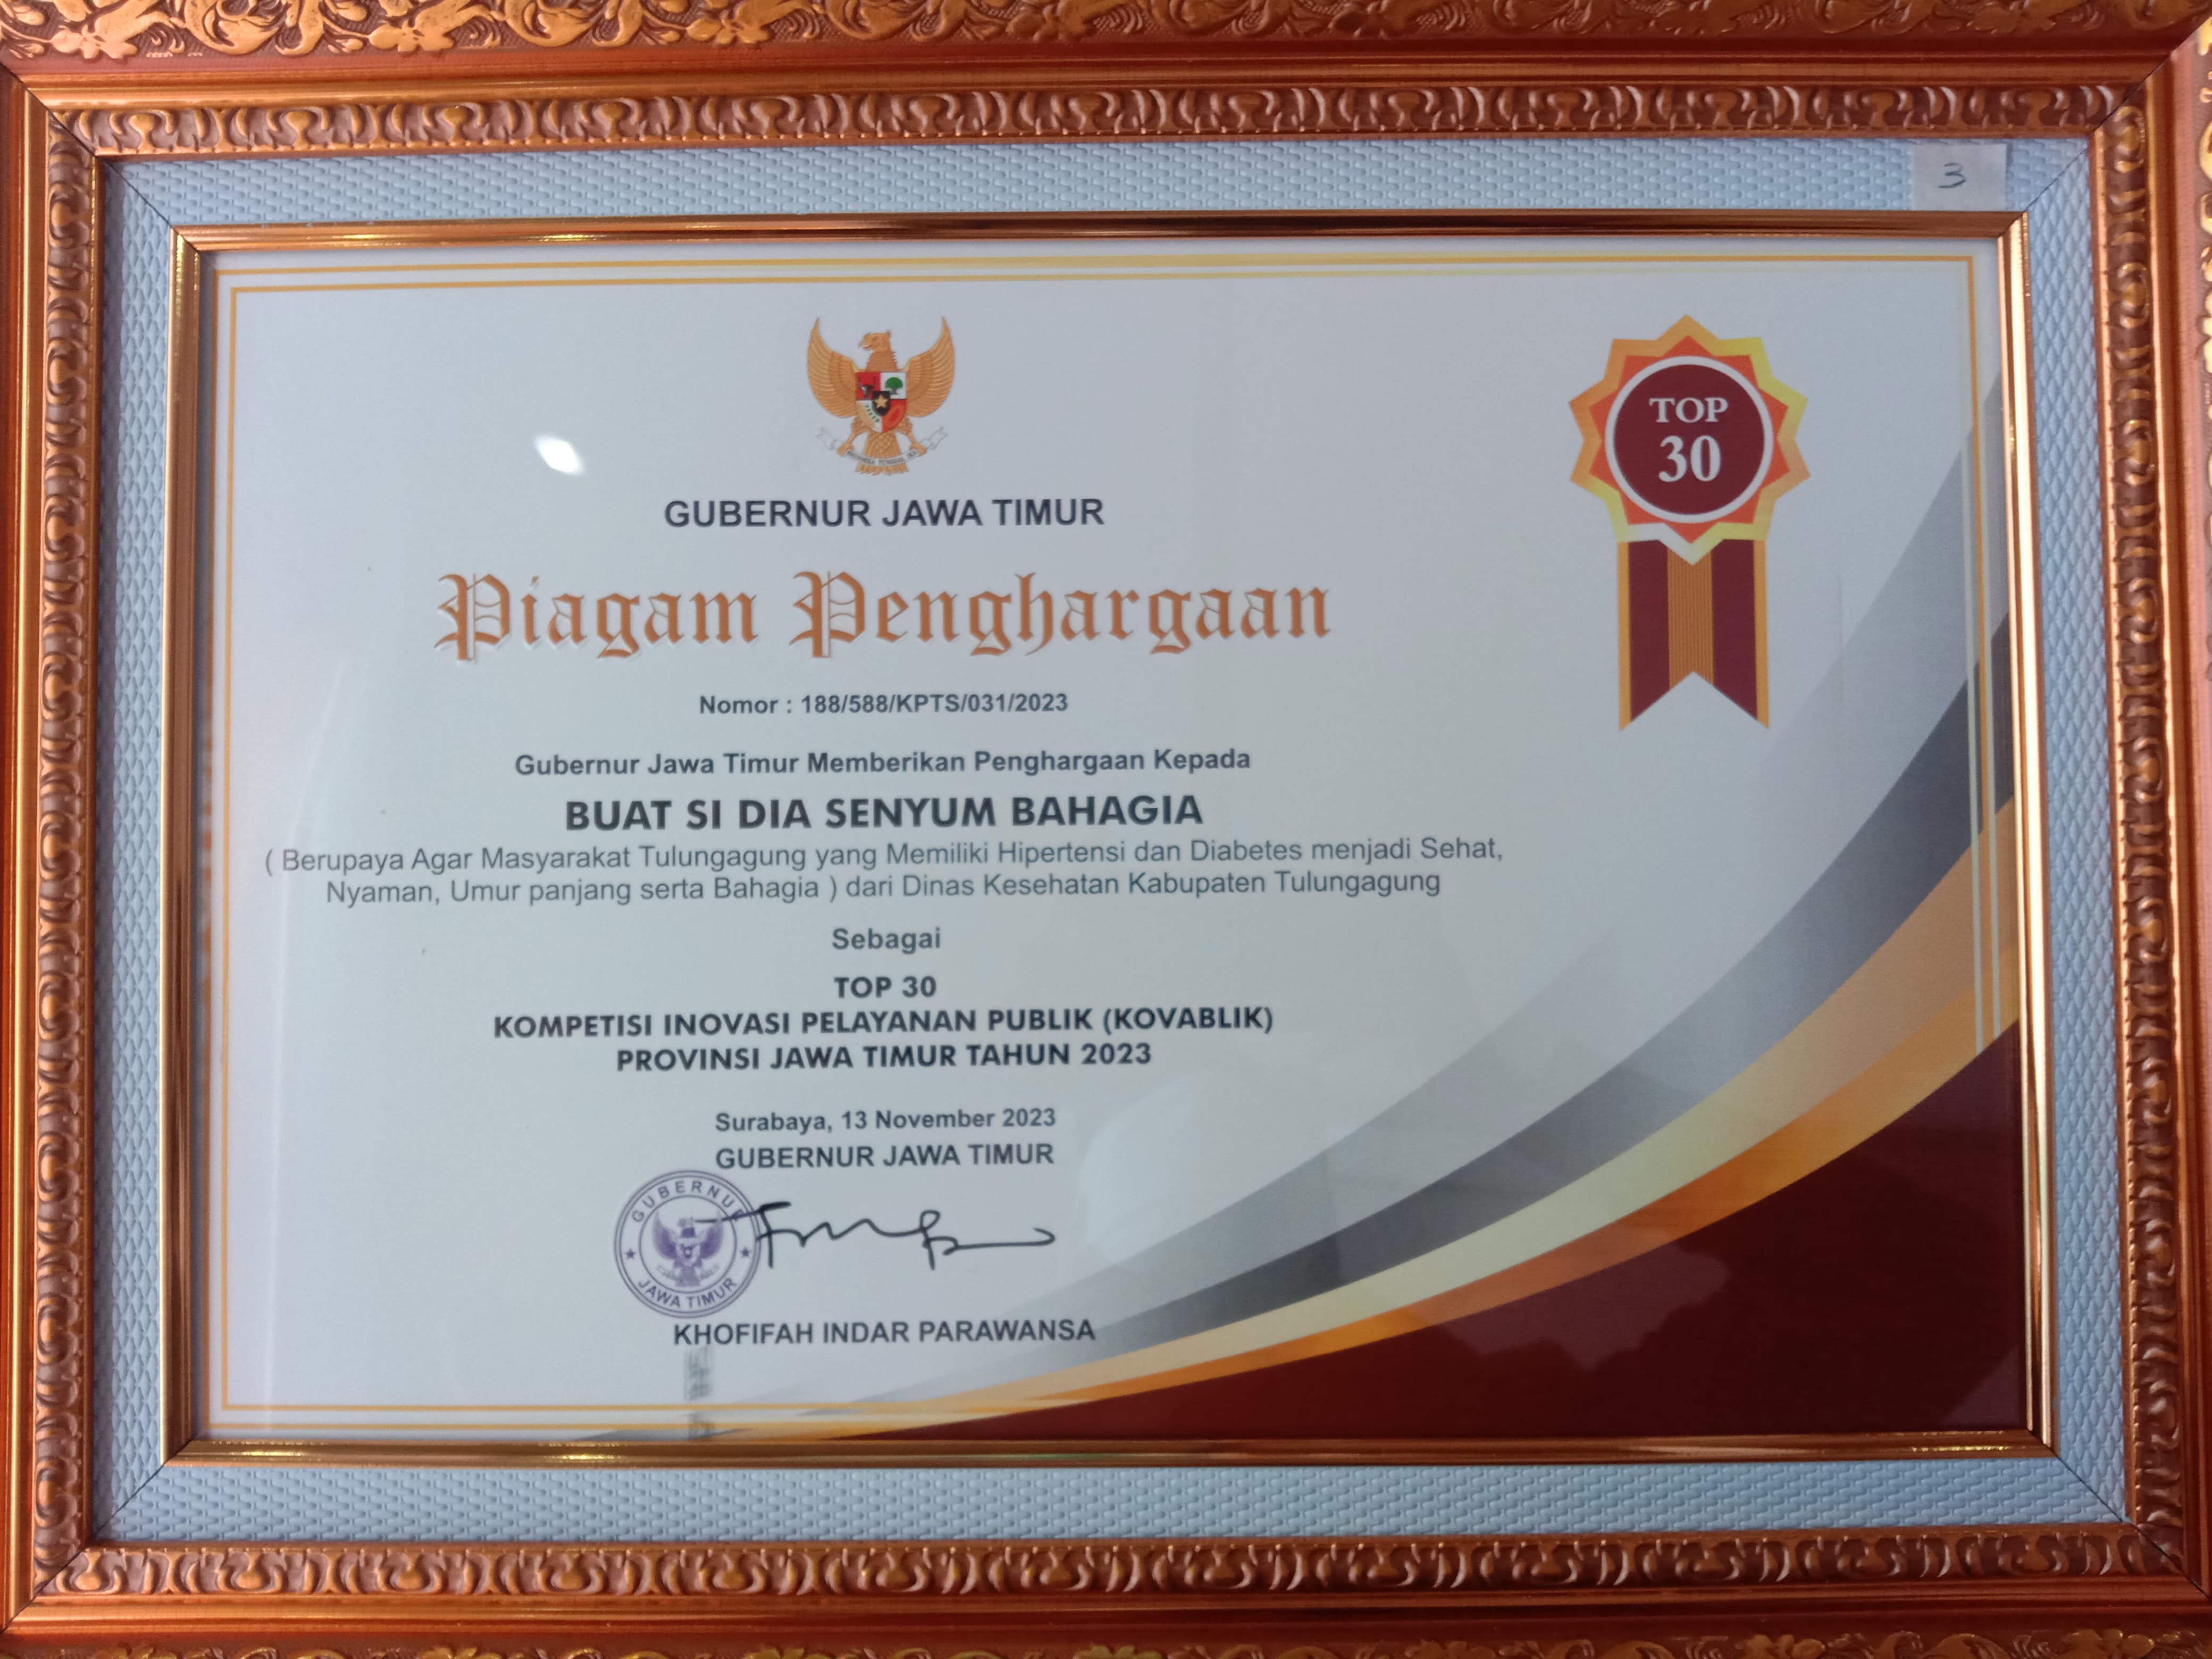 3
TOP
30
GUBERNUR JAWA TIMUR
Piagam Penghargaan
Nomor : 188/588/KPTS/031/2023
Gubernur Jawa Timur Memberikan Penghargaan Kepada
BUAT SI DIA SENYUM BAHAGIA
( Berupaya Agar Masyarakat Tulungagung yang Memiliki Hipertensi dan Diabetes menjadi Sehat,
Nyaman, Umur panjang serta Bahagia ) dari Dinas Kesehatan Kabupaten Tulungagung
Sebagai
TOP 30
KOMPETISI INOVASI PELAYANAN PUBLIK (KOVABLIK)
PROVINSI JAWA TIMUR TAHUN 2023
Surabaya, 13 November 2023
GUBERNUR JAWA TIMUR
GUBERNUR
JAWA TIMUR
KHOFIFAH INDAR PARAWANSA